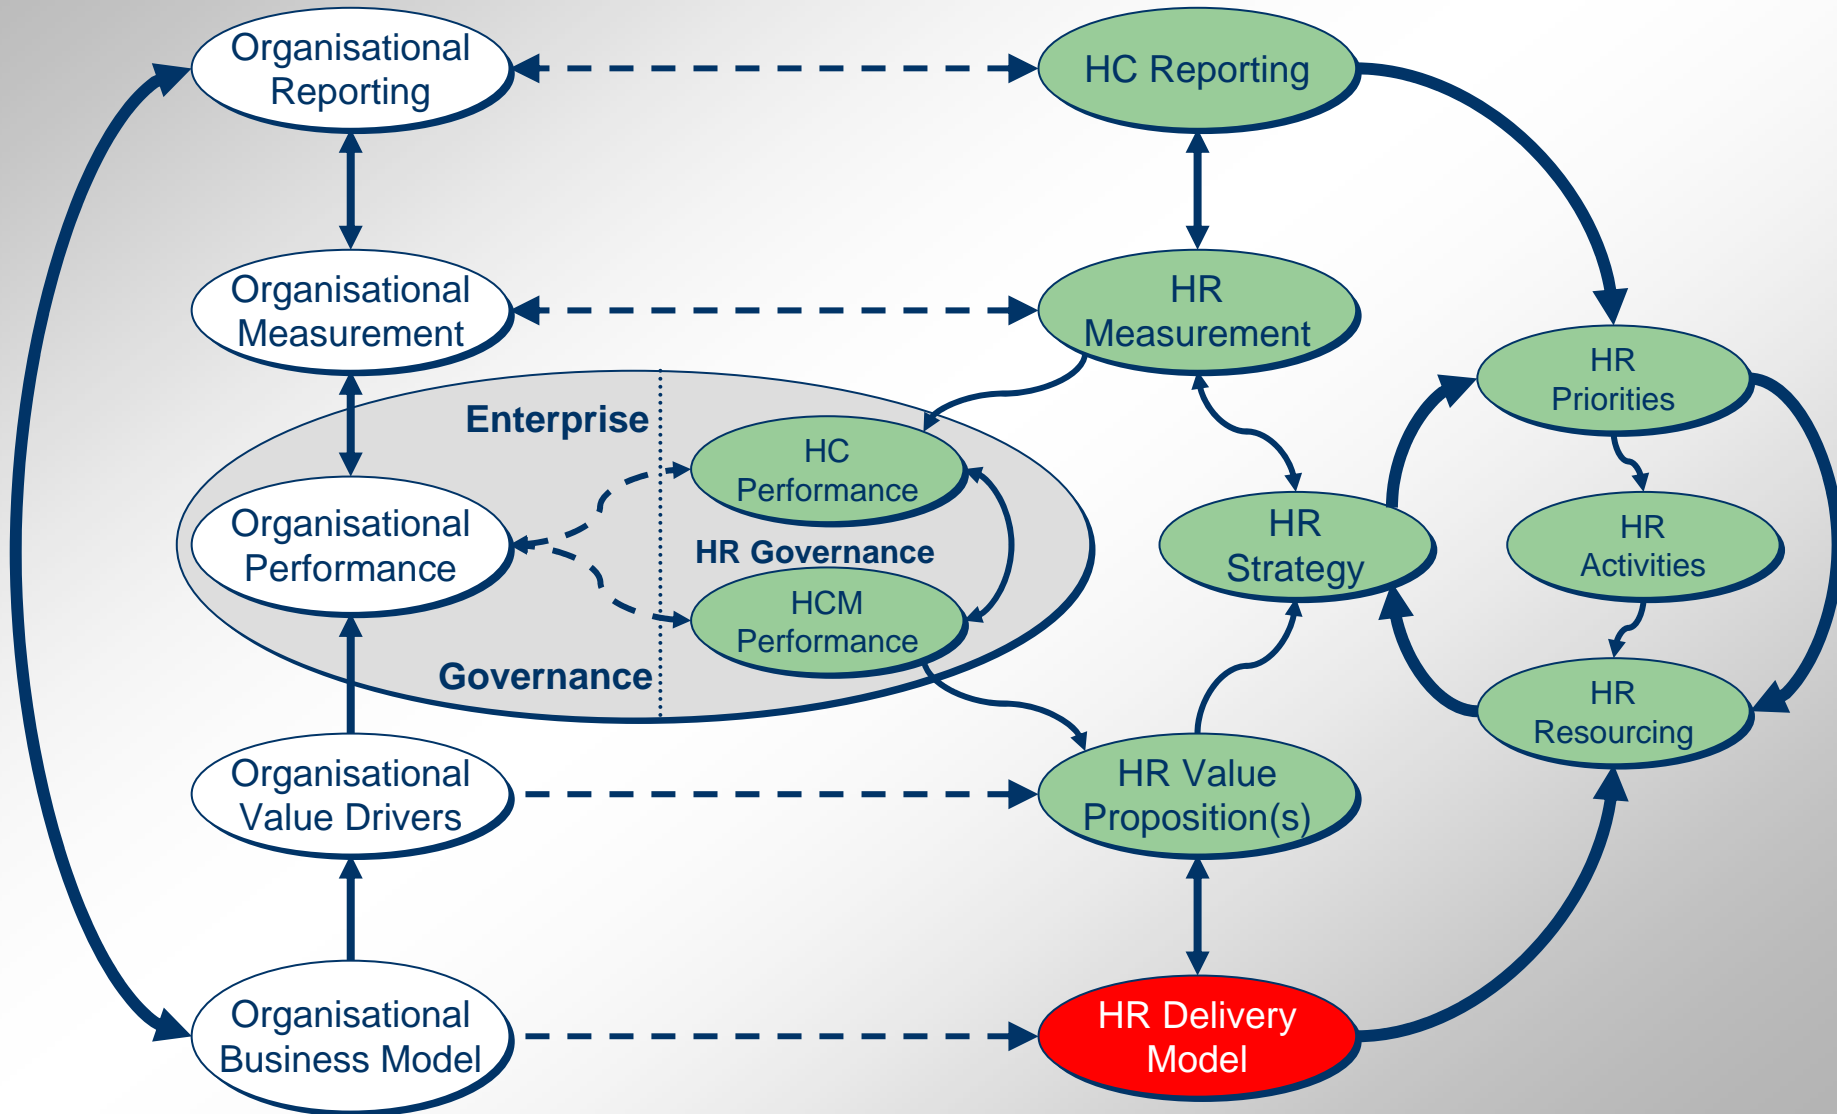 Organisational
Reporting
HC Reporting
Organisational
Measurement
HR
Measurement
HR
Priorities
Enterprise
HC
Performance
Organisational
Performance
HR Governance
HR
Strategy
HR
Activities
HCM
Performance
Governance
HR
Resourcing
Organisational
Value Drivers
HR Value
Proposition(s)
Organisational
Business Model
HR Delivery
Model